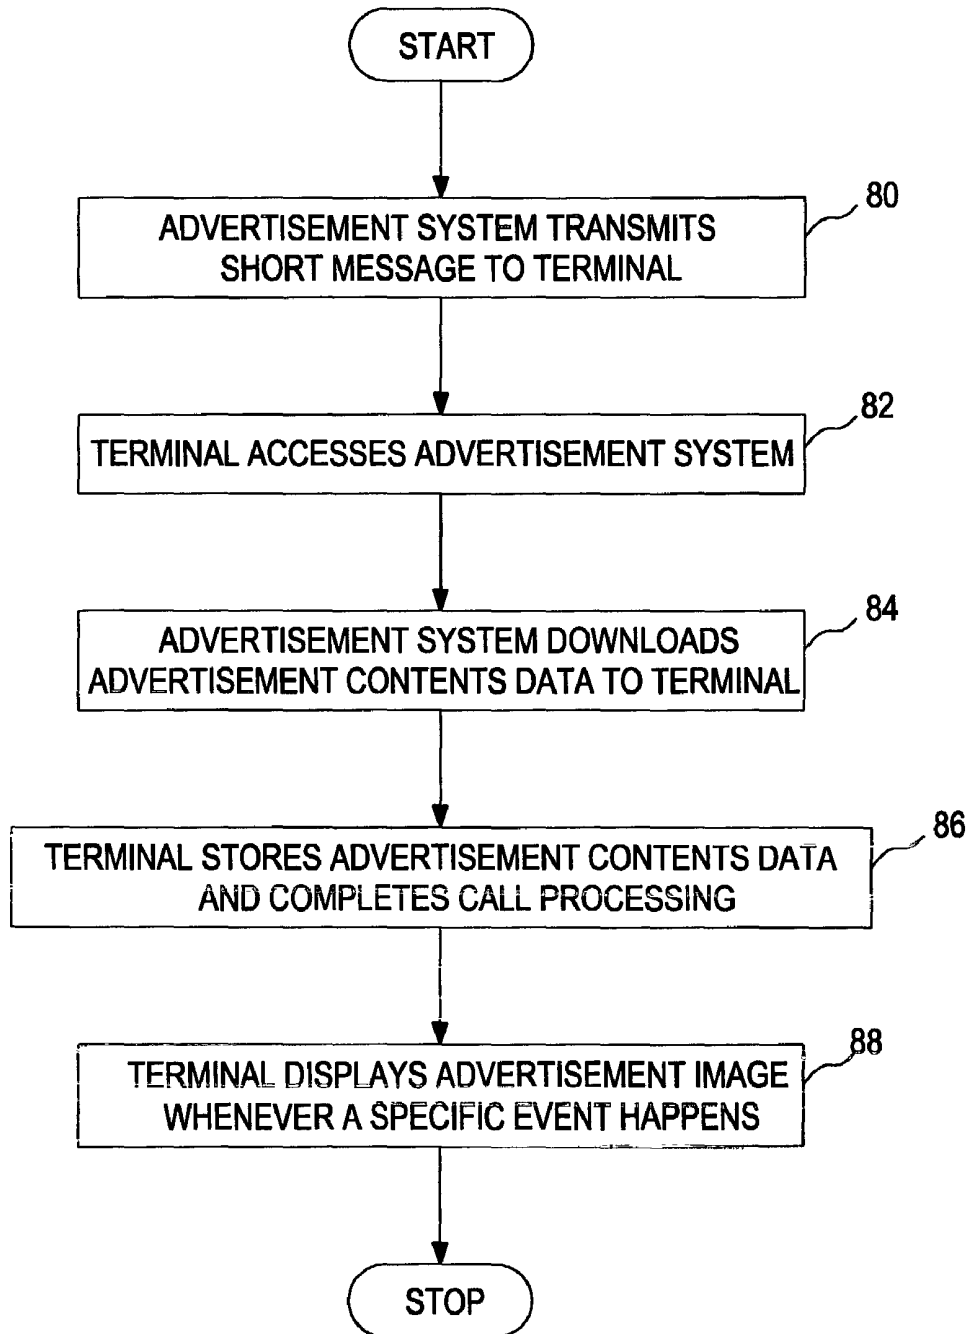 START
80
ADVERTISEMENT SYSTEM TRANSMITS
SHORT MESSAGE TO TERMINAL
82
TERMINAL ACCESSES ADVERTISEMENT SYSTEM
84
ADVERTISEMENT SYSTEM DOWNLOADS
ADVERTISEMENT CONTENTS DATA TO TERMINAL
86
TERMINAL STORES ADVERTISEMENT CONTENTS DATA
AND COMPLETES CALL PROCESSING
88
TERMINAL DISPLAYS ADVERTISEMENT IMAGE
WHENEVER A SPECIFIC EVENT HAPPENS
STOP